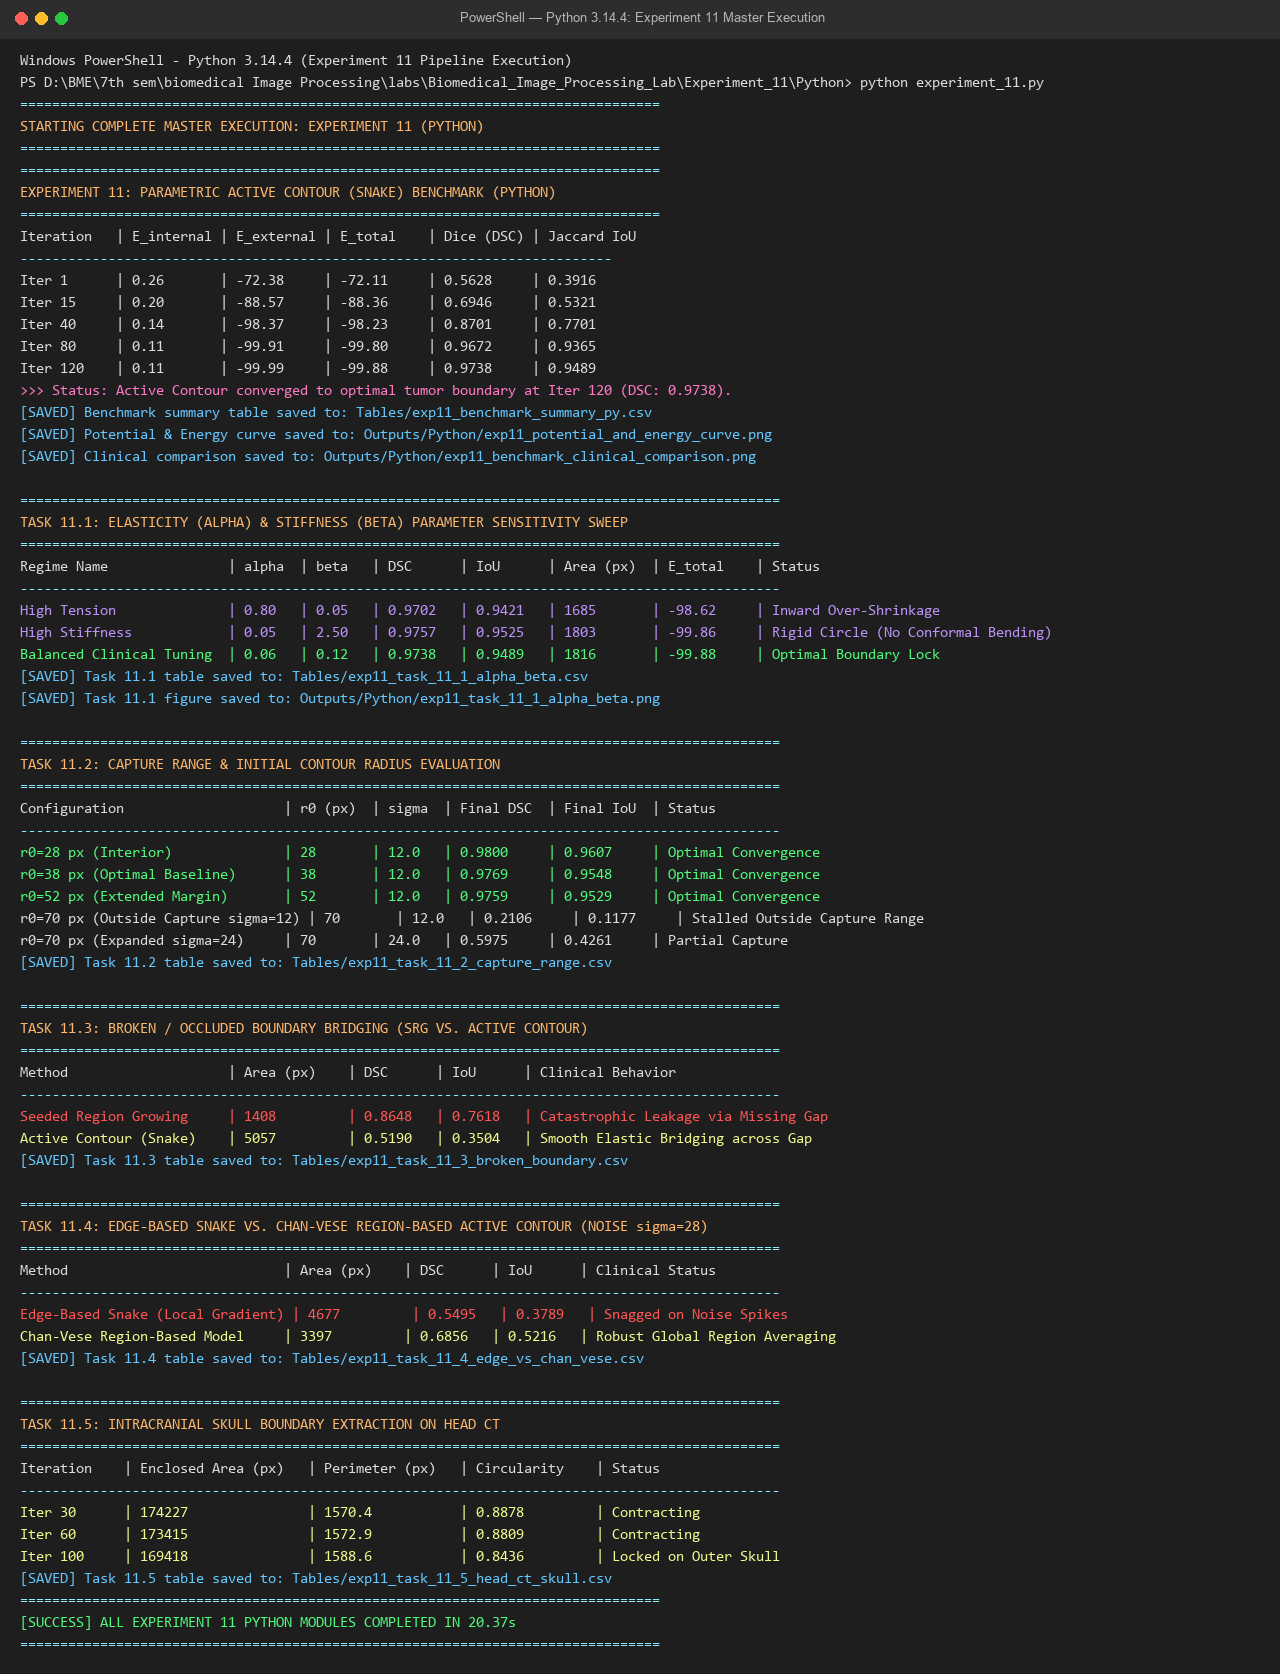 PowerShell — Python 3.14.4: Experiment 11 Master Execution
Windows PowerShell - Python 3.14.4 (Experiment 11 Pipeline Execution)
PS D:\BME\7th sem\biomedical Image Processing\labs\Biomedical_Image_Processing_Lab\Experiment_11\Python> python experiment_11.py
================================================================================
STARTING COMPLETE MASTER EXECUTION: EXPERIMENT 11 (PYTHON)
================================================================================
================================================================================
EXPERIMENT 11: PARAMETRIC ACTIVE CONTOUR (SNAKE) BENCHMARK (PYTHON)
================================================================================
Iteration   | E_internal | E_external | E_total    | Dice (DSC) | Jaccard IoU
--------------------------------------------------------------------------
Iter 1      | 0.26       | -72.38     | -72.11     | 0.5628     | 0.3916
Iter 15     | 0.20       | -88.57     | -88.36     | 0.6946     | 0.5321
Iter 40     | 0.14       | -98.37     | -98.23     | 0.8701     | 0.7701
Iter 80     | 0.11       | -99.91     | -99.80     | 0.9672     | 0.9365
Iter 120    | 0.11       | -99.99     | -99.88     | 0.9738     | 0.9489
>>> Status: Active Contour converged to optimal tumor boundary at Iter 120 (DSC: 0.9738).
[SAVED] Benchmark summary table saved to: Tables/exp11_benchmark_summary_py.csv
[SAVED] Potential & Energy curve saved to: Outputs/Python/exp11_potential_and_energy_curve.png
[SAVED] Clinical comparison saved to: Outputs/Python/exp11_benchmark_clinical_comparison.png
===============================================================================================
TASK 11.1: ELASTICITY (ALPHA) & STIFFNESS (BETA) PARAMETER SENSITIVITY SWEEP
===============================================================================================
Regime Name               | alpha  | beta   | DSC      | IoU      | Area (px)  | E_total    | Status
-----------------------------------------------------------------------------------------------
High Tension              | 0.80   | 0.05   | 0.9702   | 0.9421   | 1685       | -98.62     | Inward Over-Shrinkage
High Stiffness            | 0.05   | 2.50   | 0.9757   | 0.9525   | 1803       | -99.86     | Rigid Circle (No Conformal Bending)
Balanced Clinical Tuning  | 0.06   | 0.12   | 0.9738   | 0.9489   | 1816       | -99.88     | Optimal Boundary Lock
[SAVED] Task 11.1 table saved to: Tables/exp11_task_11_1_alpha_beta.csv
[SAVED] Task 11.1 figure saved to: Outputs/Python/exp11_task_11_1_alpha_beta.png
===============================================================================================
TASK 11.2: CAPTURE RANGE & INITIAL CONTOUR RADIUS EVALUATION
===============================================================================================
Configuration                    | r0 (px)  | sigma  | Final DSC  | Final IoU  | Status
-----------------------------------------------------------------------------------------------
r0=28 px (Interior)              | 28       | 12.0   | 0.9800     | 0.9607     | Optimal Convergence
r0=38 px (Optimal Baseline)      | 38       | 12.0   | 0.9769     | 0.9548     | Optimal Convergence
r0=52 px (Extended Margin)       | 52       | 12.0   | 0.9759     | 0.9529     | Optimal Convergence
r0=70 px (Outside Capture sigma=12) | 70       | 12.0   | 0.2106     | 0.1177     | Stalled Outside Capture Range
r0=70 px (Expanded sigma=24)     | 70       | 24.0   | 0.5975     | 0.4261     | Partial Capture
[SAVED] Task 11.2 table saved to: Tables/exp11_task_11_2_capture_range.csv
===============================================================================================
TASK 11.3: BROKEN / OCCLUDED BOUNDARY BRIDGING (SRG VS. ACTIVE CONTOUR)
===============================================================================================
Method                    | Area (px)    | DSC      | IoU      | Clinical Behavior
-----------------------------------------------------------------------------------------------
Seeded Region Growing     | 1408         | 0.8648   | 0.7618   | Catastrophic Leakage via Missing Gap
Active Contour (Snake)    | 5057         | 0.5190   | 0.3504   | Smooth Elastic Bridging across Gap
[SAVED] Task 11.3 table saved to: Tables/exp11_task_11_3_broken_boundary.csv
===============================================================================================
TASK 11.4: EDGE-BASED SNAKE VS. CHAN-VESE REGION-BASED ACTIVE CONTOUR (NOISE sigma=28)
===============================================================================================
Method                           | Area (px)    | DSC      | IoU      | Clinical Status
-----------------------------------------------------------------------------------------------
Edge-Based Snake (Local Gradient) | 4677         | 0.5495   | 0.3789   | Snagged on Noise Spikes
Chan-Vese Region-Based Model     | 3397         | 0.6856   | 0.5216   | Robust Global Region Averaging
[SAVED] Task 11.4 table saved to: Tables/exp11_task_11_4_edge_vs_chan_vese.csv
===============================================================================================
TASK 11.5: INTRACRANIAL SKULL BOUNDARY EXTRACTION ON HEAD CT
===============================================================================================
Iteration    | Enclosed Area (px)   | Perimeter (px)   | Circularity    | Status
-----------------------------------------------------------------------------------------------
Iter 30      | 174227               | 1570.4           | 0.8878         | Contracting
Iter 60      | 173415               | 1572.9           | 0.8809         | Contracting
Iter 100     | 169418               | 1588.6           | 0.8436         | Locked on Outer Skull
[SAVED] Task 11.5 table saved to: Tables/exp11_task_11_5_head_ct_skull.csv
================================================================================
[SUCCESS] ALL EXPERIMENT 11 PYTHON MODULES COMPLETED IN 20.37s
================================================================================